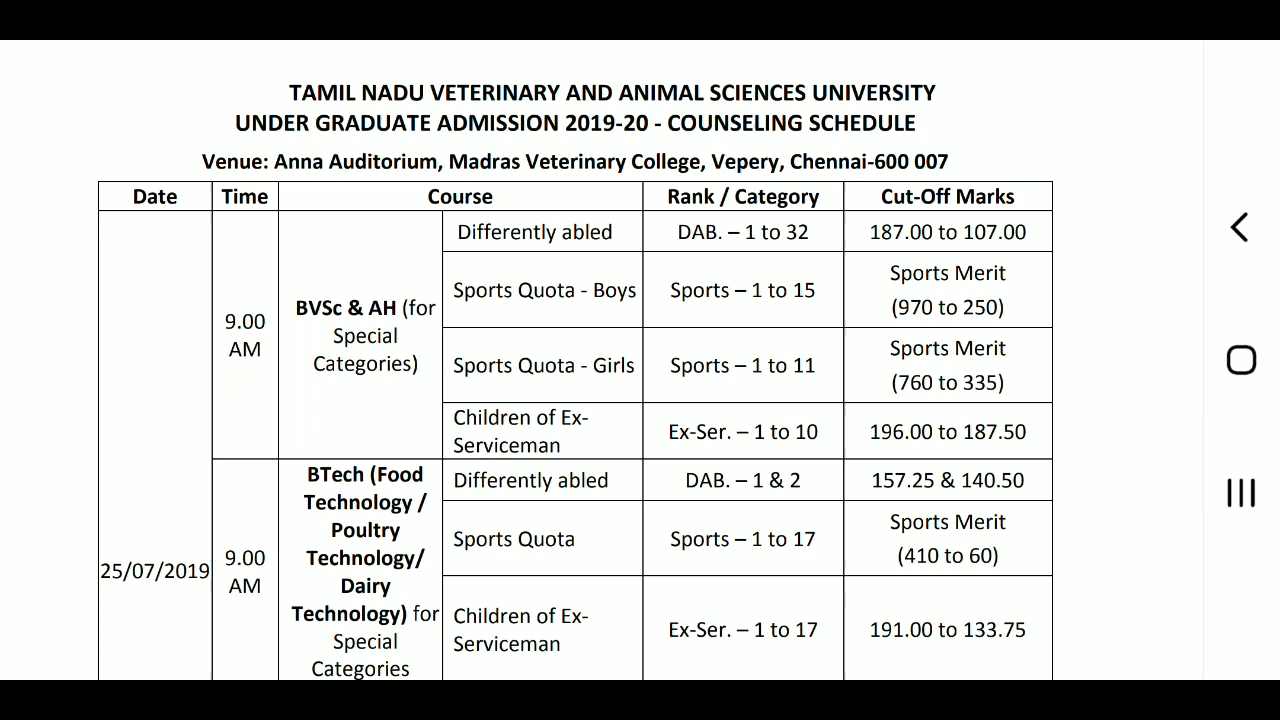 TAMIL NADU VETERINARY AND ANIMAL SCIENCES UNIVERSITY
UNDER GRADUATE ADMISSION 2019-20 - COUNSELING SCHEDULE
Venue: Anna Auditorium, Madras Veterinary College, Vepery, Chennai-600 007
Date Time Course Rank / Category Cut-Off Marks
25/07/2019
9.00
AM
BVSc & AH (for
Special
Categories)
Differently abled DAB. – 1 to 32 187.00 to 107.00
Sports Quota - Boys Sports – 1 to 15 Sports Merit
(970 to 250)
Sports Quota - Girls Sports – 1 to 11 Sports Merit
(760 to 335)
Children of Ex-
Serviceman Ex-Ser. – 1 to 10 196.00 to 187.50
9.00
AM
BTech (Food
Technology /
Poultry
Technology/
Dairy
Technology) for
Special
Categories
Differently abled DAB. – 1 & 2 157.25 & 140.50
Sports Quota Sports – 1 to 17 Sports Merit
(410 to 60)
Children of Ex-
Serviceman Ex-Ser. – 1 to 17 191.00 to 133.75